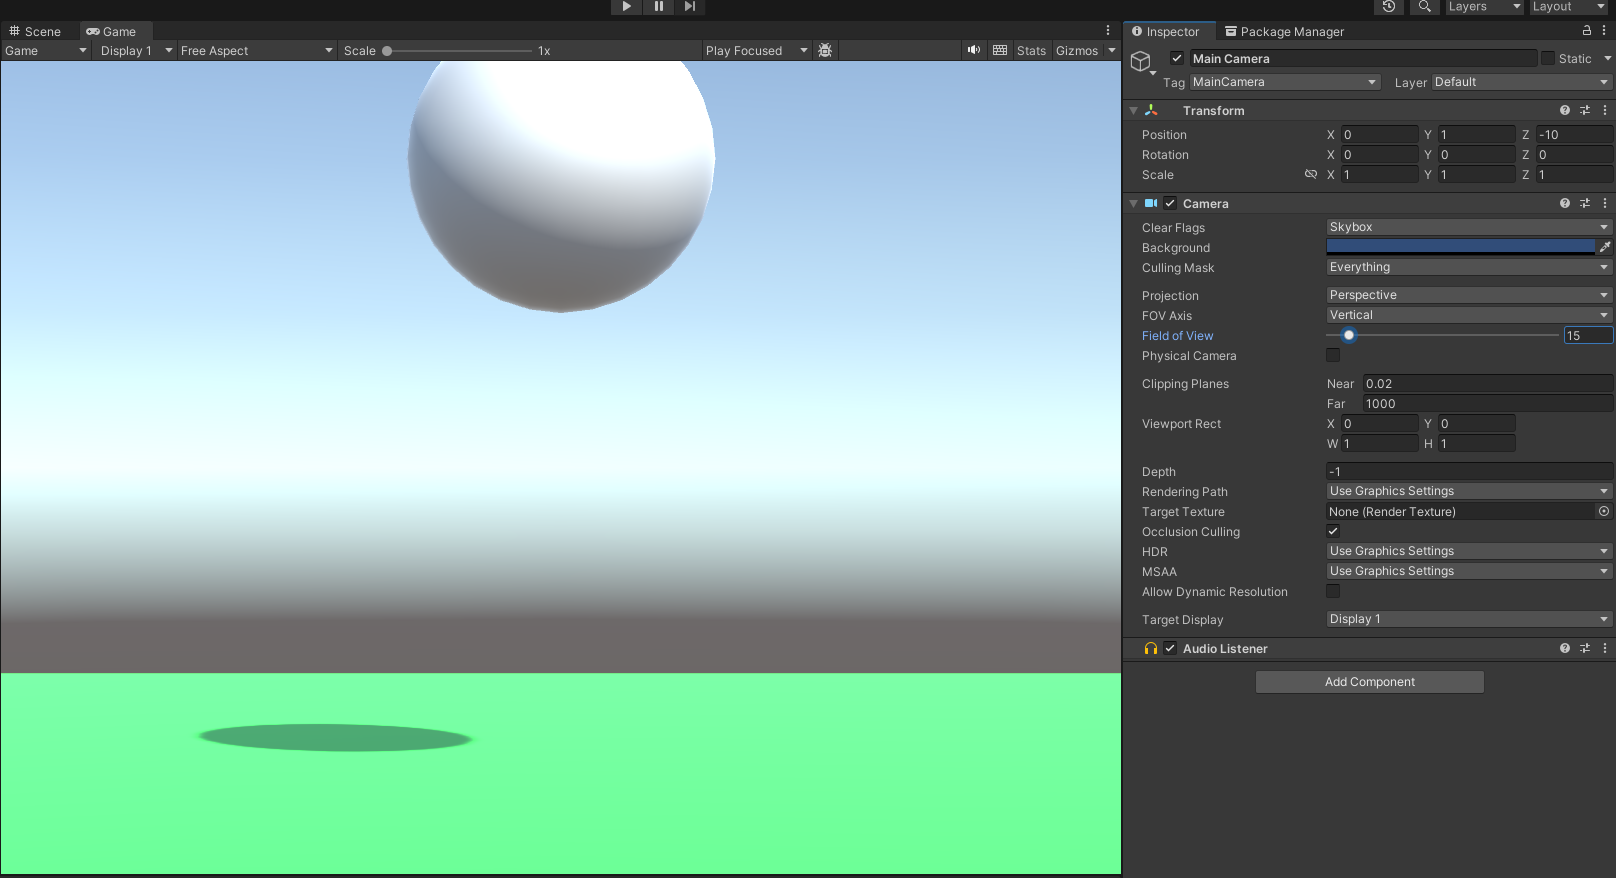 Layers Layout
Scene Game
Inspector Package Manager
Game Display 1 Free Aspect Scale 1x Play Focused Stats Gizmos
Main Camera Static
Tag MainCamera Layer Default
Transform
Position X 0 Y 1 Z -10
Rotation X 0 Y 0 Z 0
Scale X 1 Y 1 Z 1
Camera
Clear Flags Skybox
Background
Culling Mask Everything
Projection Perspective
FOV Axis Vertical
Field of View 15
Physical Camera
Clipping Planes Near 0.02
Far 1000
Viewport Rect X 0 Y 0
W 1 H 1
Depth -1
Rendering Path Use Graphics Settings
Target Texture None (Render Texture)
Occlusion Culling
HDR Use Graphics Settings
MSAA Use Graphics Settings
Allow Dynamic Resolution
Target Display Display 1
Audio Listener
Add Component